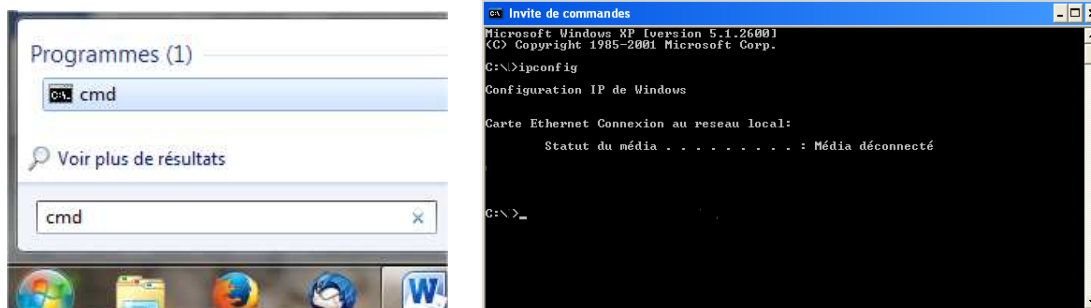 Programmes (1)
cmd
Voir plus de résultats
cmd
Invite de commandes
Microsoft Windows XP [version 5.1.2600]
(C) Copyright 1985-2001 Microsoft Corp.
C:\>ipconfig
Configuration IP de Windows
Carte Ethernet Connexion au reseau local:
Statut du média . . . . . . . . . : Média déconnecté
C:\>_